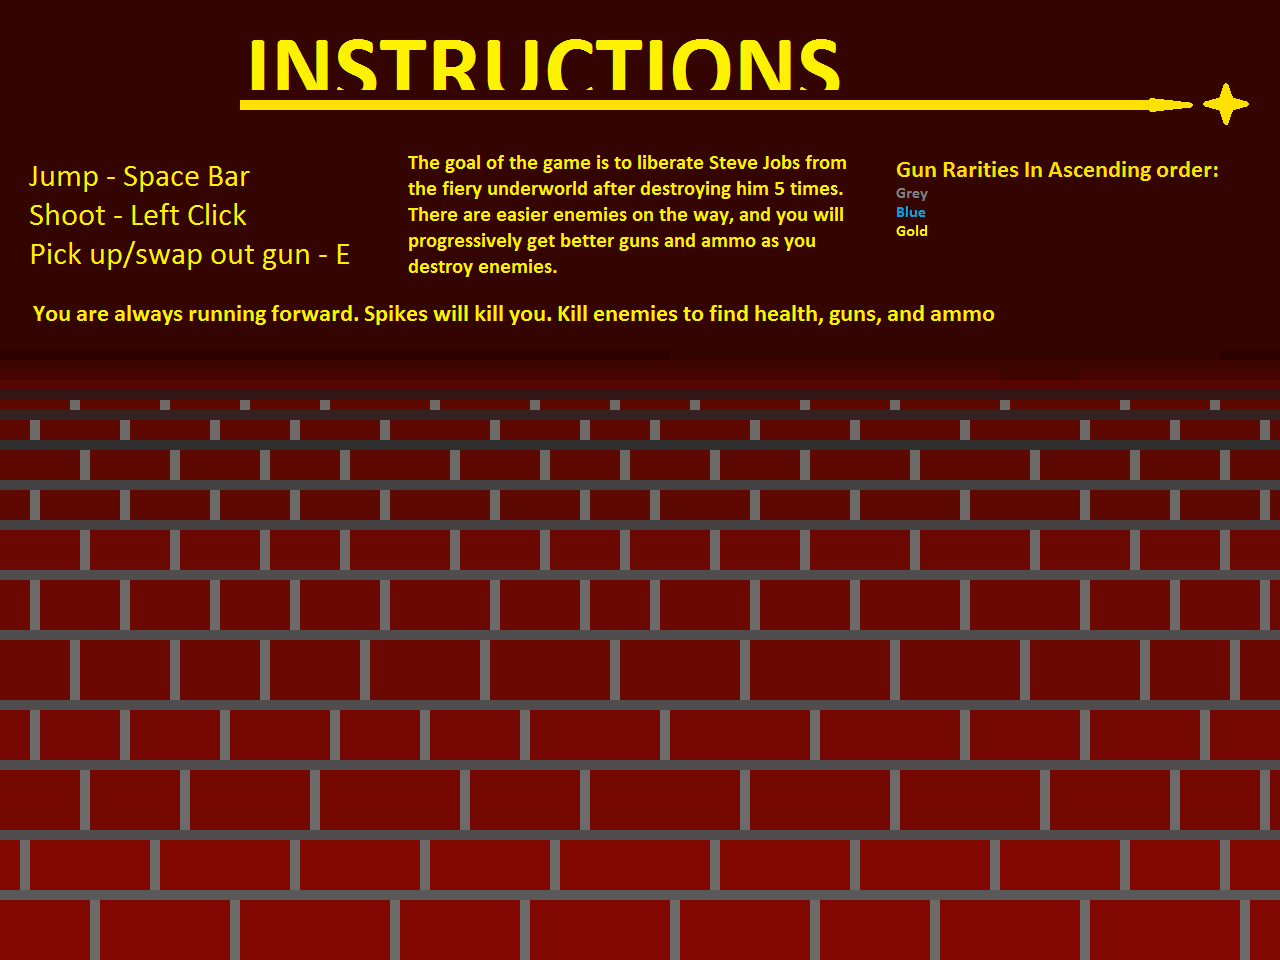 INSTRUCTIONS
Jump - Space Bar
Shoot - Left Click
Pick up/swap out gun - E
The goal of the game is to liberate Steve Jobs from
the fiery underworld after destroying him 5 times.
There are easier enemies on the way, and you will
progressively get better guns and ammo as you
destroy enemies.
Gun Rarities In Ascending order:
Grey
Blue
Gold
You are always running forward. Spikes will kill you. Kill enemies to find health, guns, and ammo